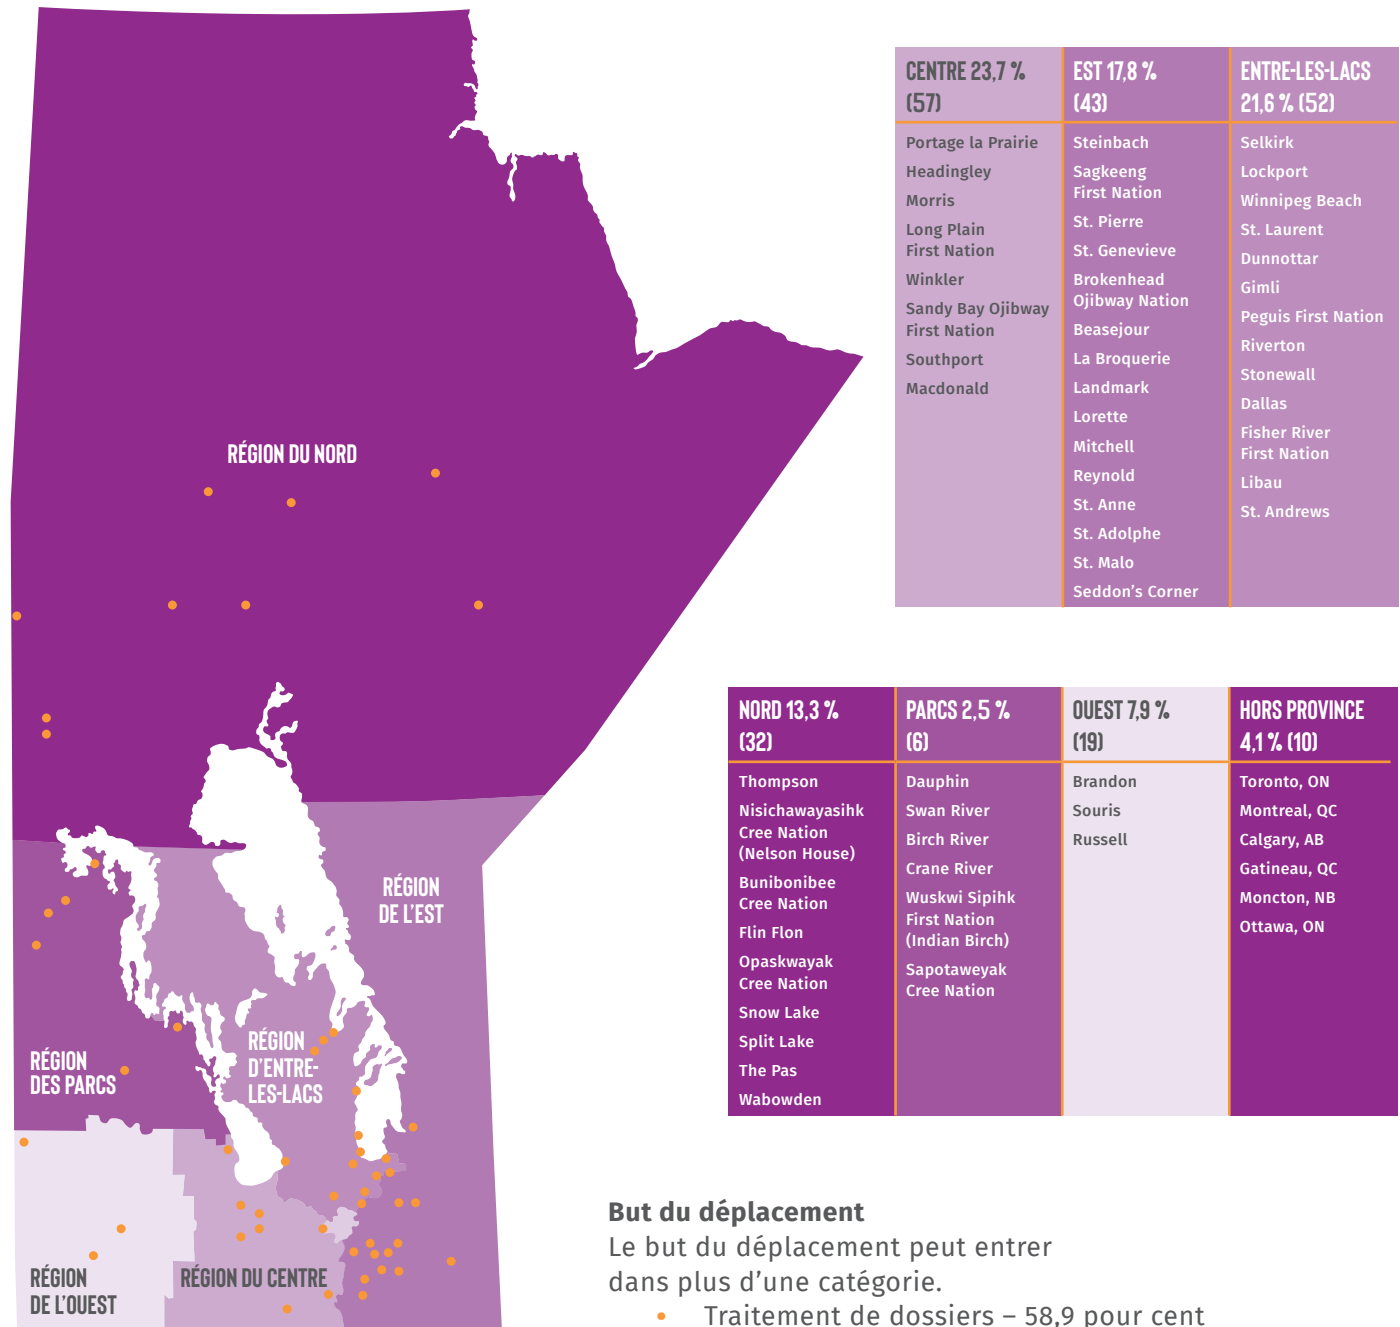 CENTRE 23,7 %
(57)
Portage la Prairie
Headingley
Morris
Long Plain
First Nation
Winkler
Sandy Bay Ojibway
First Nation
Southport
Macdonald
EST 17,8 %
(43)
Steinbach
Sagkeeng
First Nation
St. Pierre
St. Genevieve
Brokenhead
Ojibway Nation
Beasejour
La Broquerie
Landmark
Lorette
Mitchell
Reynold
St. Anne
St. Adolphe
St. Malo
Seddon's Corner
ENTRE-LES-LACS
21,6 % (52)
Selkirk
Lockport
Winnipeg Beach
St. Laurent
Dunnottar
Gimli
Peguis First Nation
Riverton
Stonewall
Dallas
Fisher River
First Nation
Libau
St. Andrews
RÉGION DU NORD
RÉGION
DE L'EST
RÉGION
D'ENTRE-
LES-LACS
RÉGION
DES PARCS
RÉGION
DE L'OUEST
RÉGION DU CENTRE
NORD 13,3 %
(32)
Thompson
Nisichawayasihk
Cree Nation
(Nelson House)
Bunibonibee
Cree Nation
Flin Flon
Opaskwayak
Cree Nation
Snow Lake
Split Lake
The Pas
Wabowden
PARCS 2,5 %
(6)
Dauphin
Swan River
Birch River
Crane River
Wuskwi Sipihk
First Nation
(Indian Birch)
Sapotaweyak
Cree Nation
OUEST 7,9 %
(19)
Brandon
Souris
Russell
HORS PROVINCE
4,1 % (10)
Toronto, ON
Montreal, QC
Calgary, AB
Gatineau, QC
Moncton, NB
Ottawa, ON
But du déplacement
Le but du déplacement peut entrer
dans plus d'une catégorie.
• Traitement de dossiers – 58,9 pour cent